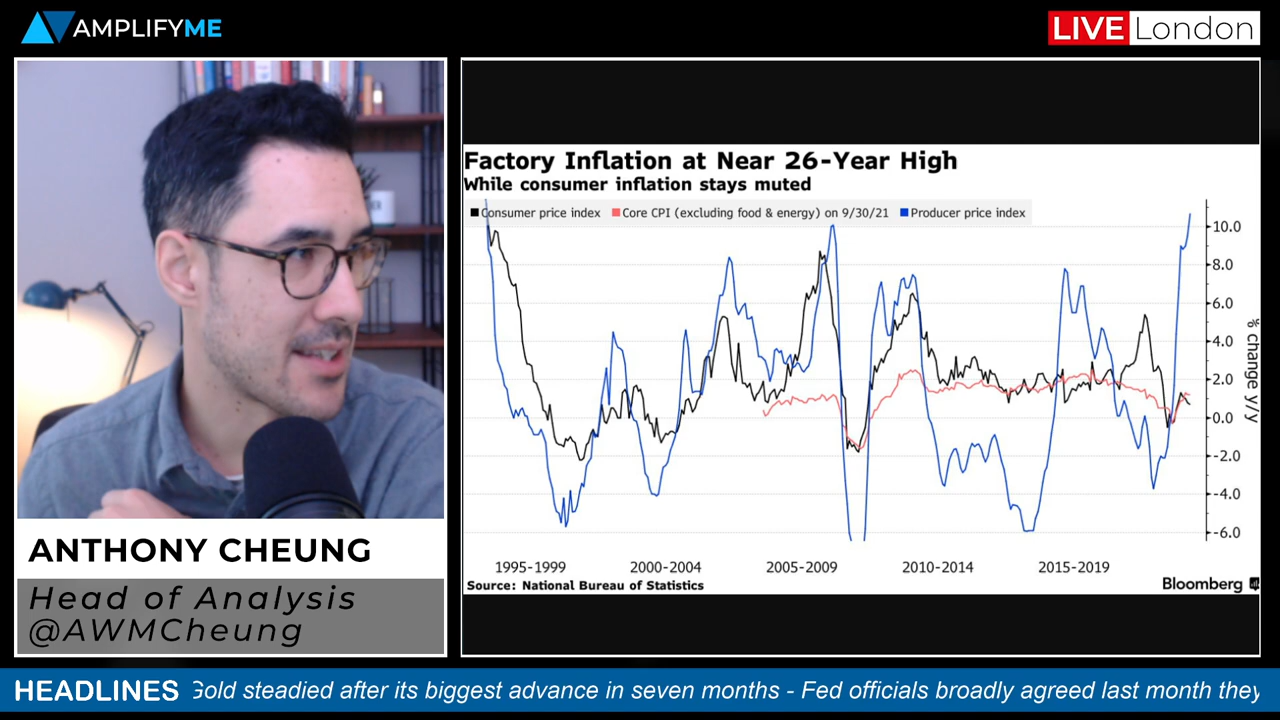 AMPLIFYME
LIVE London
Factory Inflation at Near 26-Year High
While consumer inflation stays muted
Consumer price index Core CPI (excluding food & energy) on 9/30/21 Producer price index
10.0
8.0
6.0
4.0
2.0
0.0
-2.0
-4.0
-6.0
% change y/y
1995-1999 2000-2004 2005-2009 2010-2014 2015-2019
Source: National Bureau of Statistics
Bloomberg
ANTHONY CHEUNG
Head of Analysis
@AWMCheung
HEADLINES Gold steadied after its biggest advance in seven months - Fed officials broadly agreed last month they